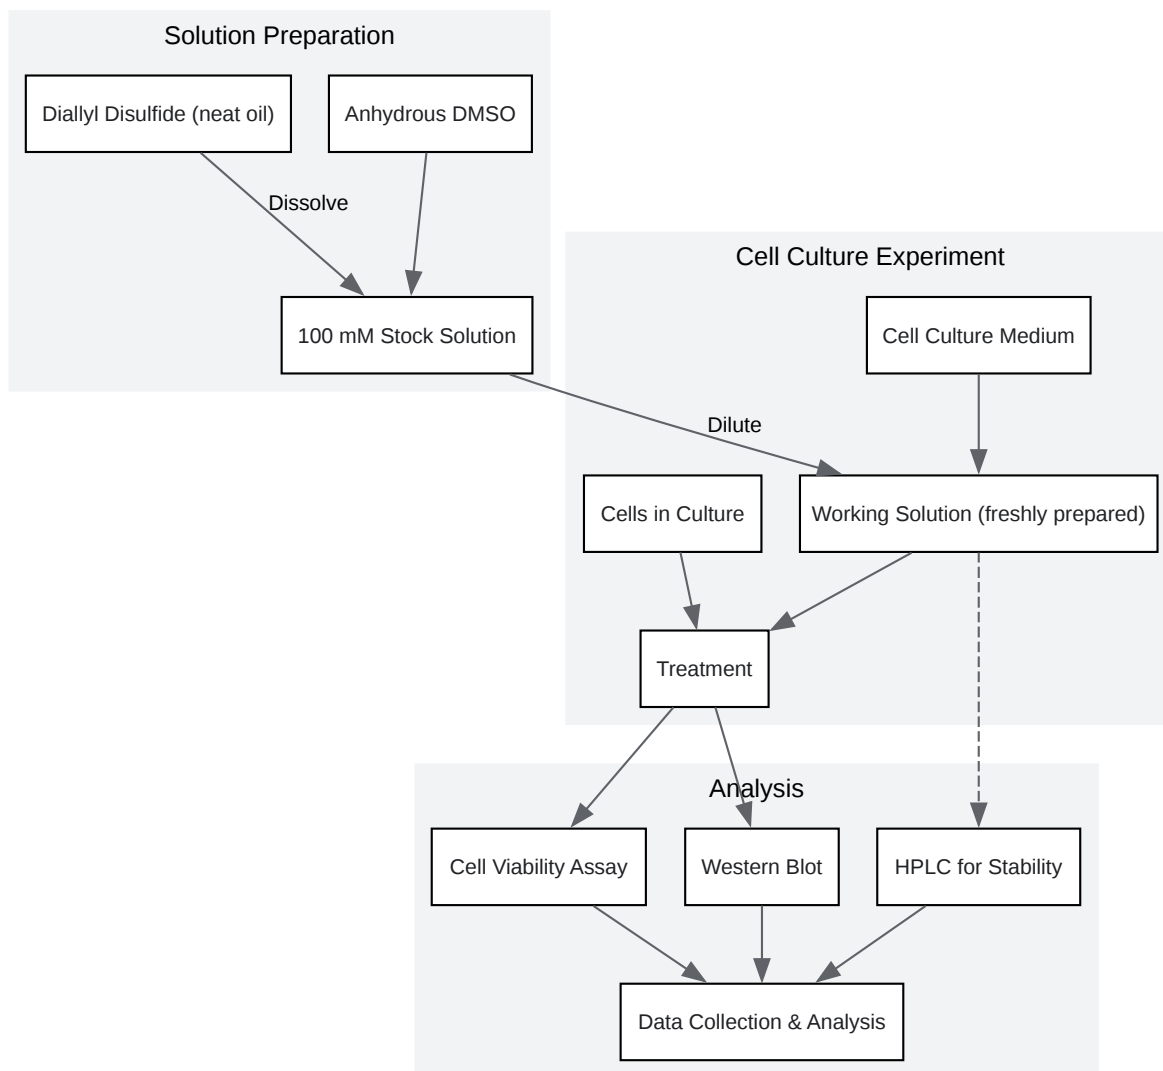 Solution Preparation
Diallyl Disulfide (neat oil)
Anhydrous DMSO
Dissolve
100 mM Stock Solution
Cell Culture Experiment
Cell Culture Medium
Dilute
Cells in Culture
Working Solution (freshly prepared)
Treatment
Analysis
Cell Viability Assay
Western Blot
HPLC for Stability
Data Collection & Analysis